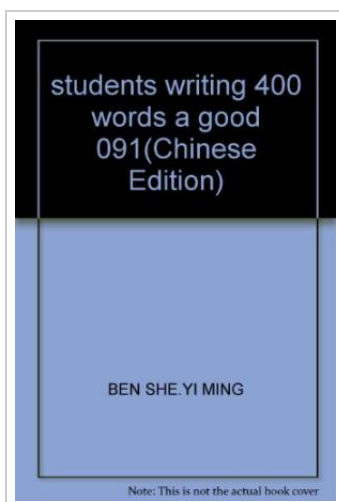 students writing 400
words a good
091(Chinese
Edition)
BEN SHE.YI MING
Note: This is not the actual book cover